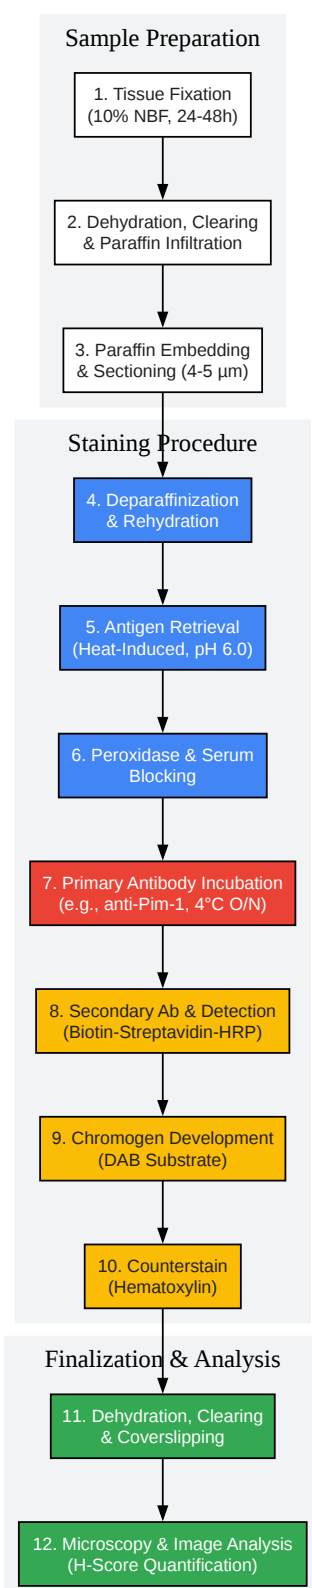 Sample Preparation
1. Tissue Fixation
(10% NBF, 24-48h)
2. Dehydration, Clearing
& Paraffin Infiltration
3. Paraffin Embedding
& Sectioning (4-5 µm)
Staining Procedure
4. Deparaffinization
& Rehydration
5. Antigen Retrieval
(Heat-Induced, pH 6.0)
6. Peroxidase & Serum
Blocking
7. Primary Antibody Incubation
(e.g., anti-Pim-1, 4°C O/N)
8. Secondary Ab & Detection
(Biotin-Streptavidin-HRP)
9. Chromogen Development
(DAB Substrate)
10. Counterstain
(Hematoxylin)
Finalization & Analysis
11. Dehydration, Clearing
& Coverslipping
12. Microscopy & Image Analysis
(H-Score Quantification)